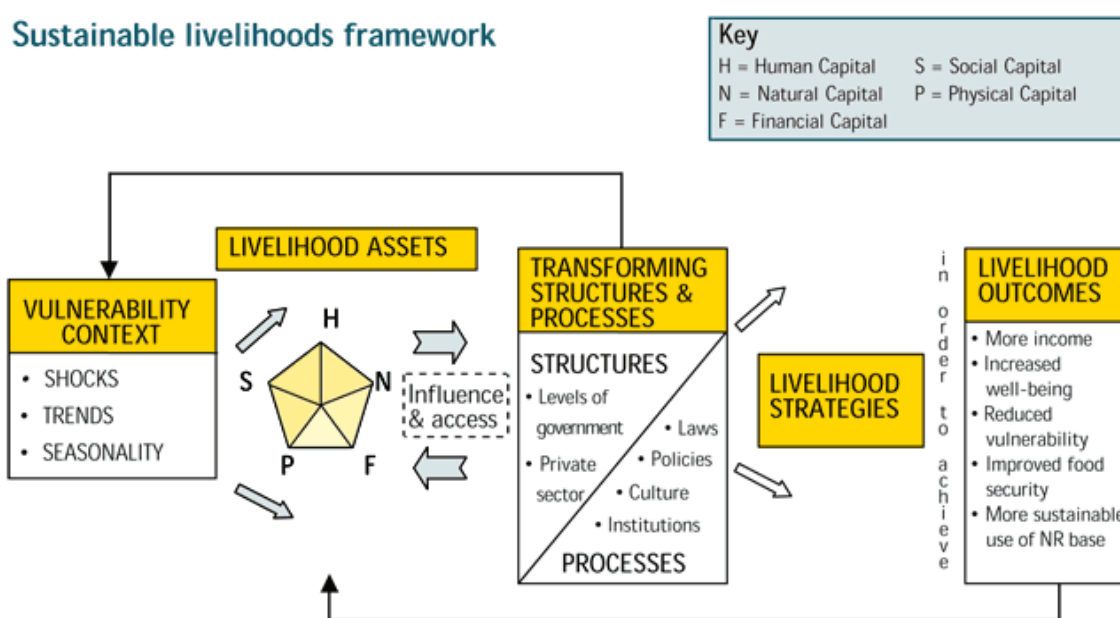 Sustainable livelihoods framework
Key
H = Human Capital S = Social Capital
N = Natural Capital P = Physical Capital
F = Financial Capital
LIVELIHOOD ASSETS
VULNERABILITY
CONTEXT
• SHOCKS
• TRENDS
• SEASONALITY
H
S
N
P
F
Influence
& access
TRANSFORMING
STRUCTURES &
PROCESSES
STRUCTURES
• Levels of
government
• Private
sector
• Laws
• Policies
• Culture
• Institutions
PROCESSES
LIVELIHOOD
STRATEGIES
in order to achieve
LIVELIHOOD
OUTCOMES
• More income
• Increased
well-being
• Reduced
vulnerability
• Improved food
security
• More sustainable
use of NR base